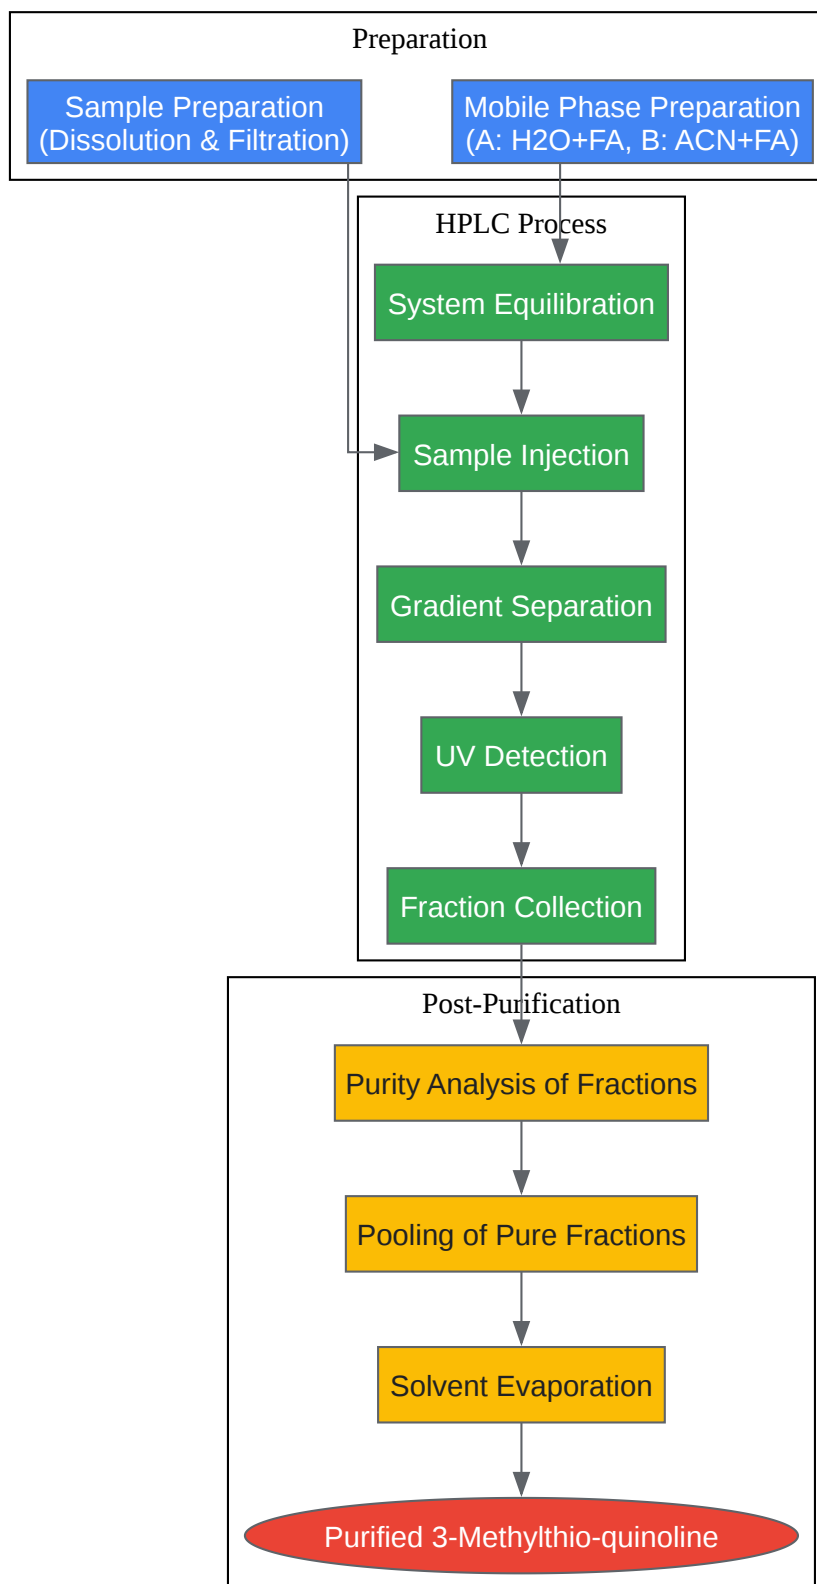 Preparation
Sample Preparation
(Dissolution & Filtration)
Mobile Phase Preparation
(A: H2O+FA, B: ACN+FA)
HPLC Process
System Equilibration
Sample Injection
Gradient Separation
UV Detection
Fraction Collection
Post-Purification
Purity Analysis of Fractions
Pooling of Pure Fractions
Solvent Evaporation
Purified 3-Methylthio-quinoline